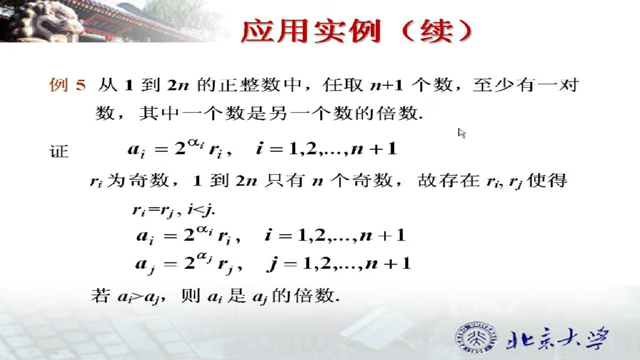 应用实例（续）
例 5 从 1 到 2n 的正整数中，任取 n+1 个数，至少有一对
数，其中一个数是另一个数的倍数.
证 aᵢ = 2^αᵢ rᵢ, i = 1,2,...,n + 1
rᵢ 为奇数，1 到 2n 只有 n 个奇数，故存在 rᵢ, rⱼ 使得
rᵢ =rⱼ , i<j.
aᵢ = 2^αᵢ rᵢ, i = 1,2,...,n + 1
aⱼ = 2^αⱼ rⱼ, j = 1,2,...,n + 1
若 aᵢ>aⱼ，则 aᵢ 是 aⱼ 的倍数.
北京大学